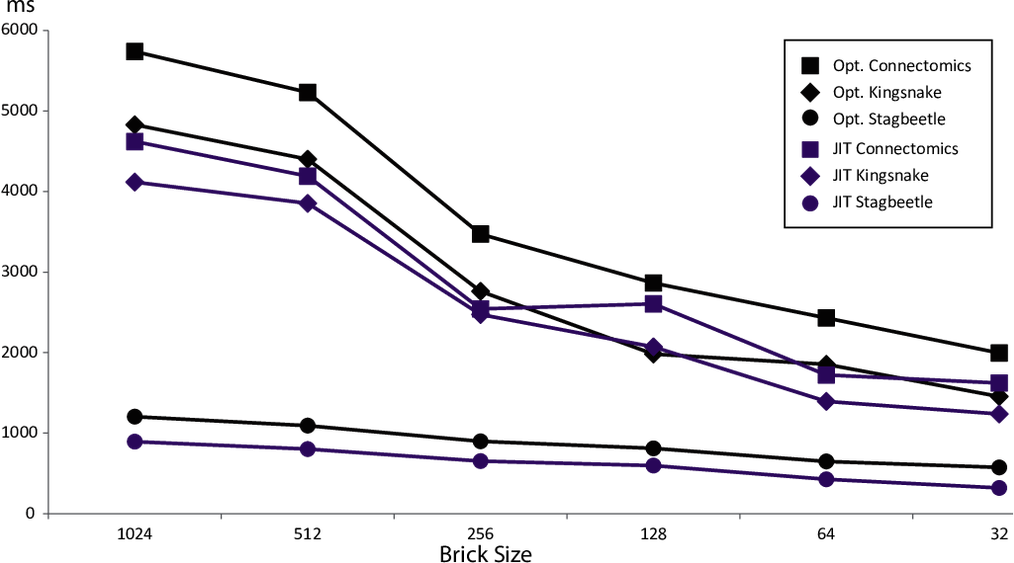 ms
6000
5000
4000
3000
2000
1000
0
1024 512 256 128 64 32
Brick Size
Opt. Connectomics
Opt. Kingsnake
Opt. Stagbeetle
JIT Connectomics
JIT Kingsnake
JIT Stagbeetle